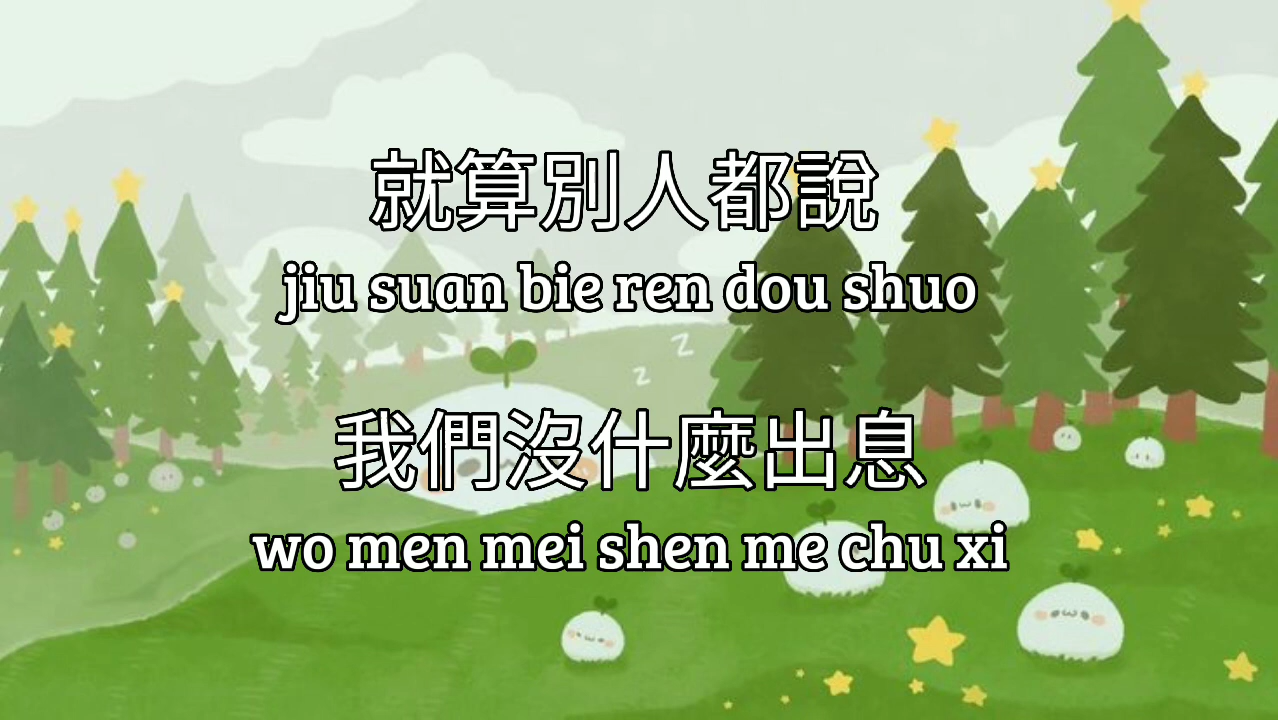 就算別人都說
jiu suan bie ren dou shuo
我們沒什麼出息
wo men mei shen me chu xi
z
z